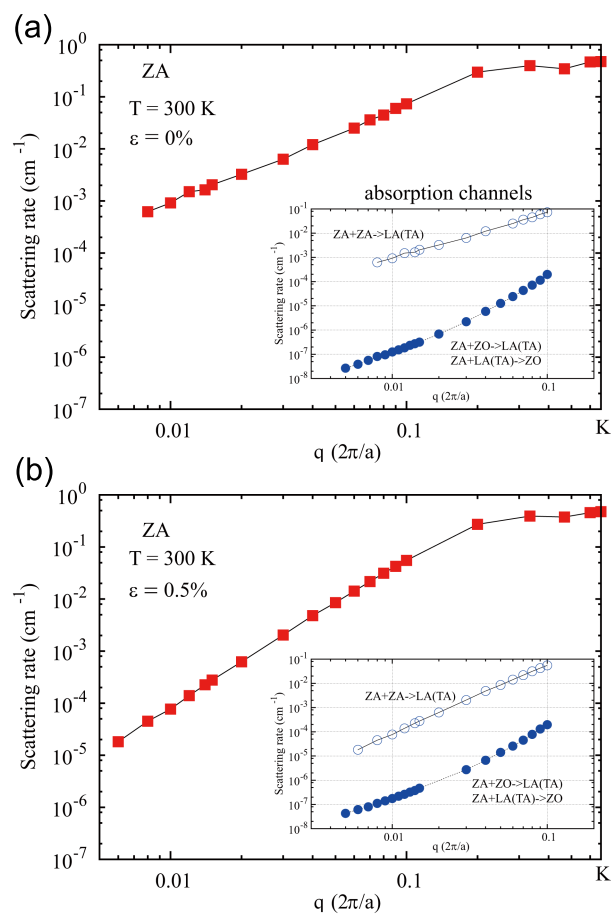 (a)
10^0
10^-1
10^-2
10^-3
10^-4
10^-5
10^-6
10^-7
Scattering rate (cm^-1)
ZA
T = 300 K
ε = 0%
absorption channels
10^-1
10^-2
10^-3
10^-4
10^-5
10^-6
10^-7
10^-8
Scattering rate (cm^-1)
ZA+ZA->LA(TA)
ZA+ZO->LA(TA)
ZA+LA(TA)->ZO
0.01 0.1
q (2π/a)
0.01 0.1 K
q (2π/a)
(b)
10^0
10^-1
10^-2
10^-3
10^-4
10^-5
10^-6
10^-7
Scattering rate (cm^-1)
ZA
T = 300 K
ε = 0.5%
10^-1
10^-2
10^-3
10^-4
10^-5
10^-6
10^-7
10^-8
Scattering rate (cm^-1)
ZA+ZA->LA(TA)
ZA+ZO->LA(TA)
ZA+LA(TA)->ZO
0.01 0.1
q (2π/a)
0.01 0.1 K
q (2π/a)